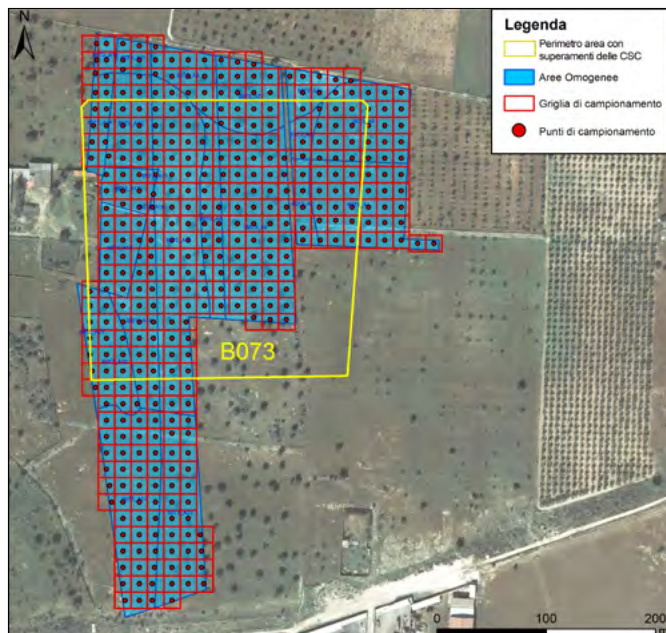 N
Legenda
Perimetro area con
superamenti delle CSC
Aree Omogenee
Griglia di campionamento
Punti di campionamento
B073
0 100 200